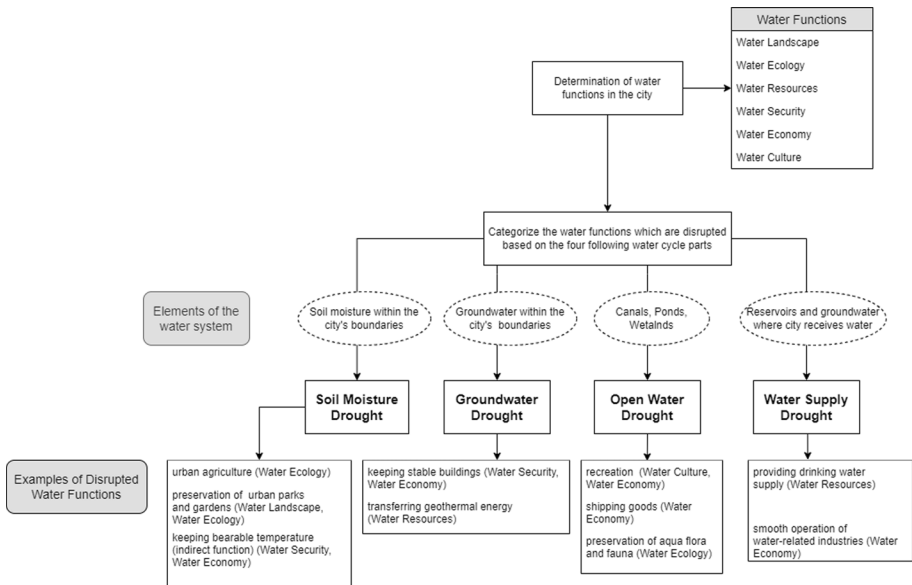 Water Functions
Water Landscape
Water Ecology
Water Resources
Water Security
Water Economy
Water Culture
Determination of water
functions in the city
Categorize the water functions which are disrupted
based on the four following water cycle parts
Elements of the
water system
Soil moisture within the
city's boundaries
Groundwater within the
city's boundaries
Canals, Ponds,
Wetalnds
Reservoirs and groundwater
where city receives water
Soil Moisture
Drought
Groundwater
Drought
Open Water
Drought
Water Supply
Drought
Examples of Disrupted
Water Functions
urban agriculture (Water Ecology)
preservation of urban parks
and gardens (Water Landscape,
Water Ecology)
keeping bearable temperature
(indirect function) (Water Security,
Water Economy)
keeping stable buildings (Water Security,
Water Economy)
transferring geothermal energy
(Water Resources)
recreation (Water Culture,
Water Economy)
shipping goods (Water
Economy)
preservation of aqua flora
and fauna (Water Ecology)
providing drinking water
supply (Water Resources)
smooth operation of
water-related industries (Water
Economy)